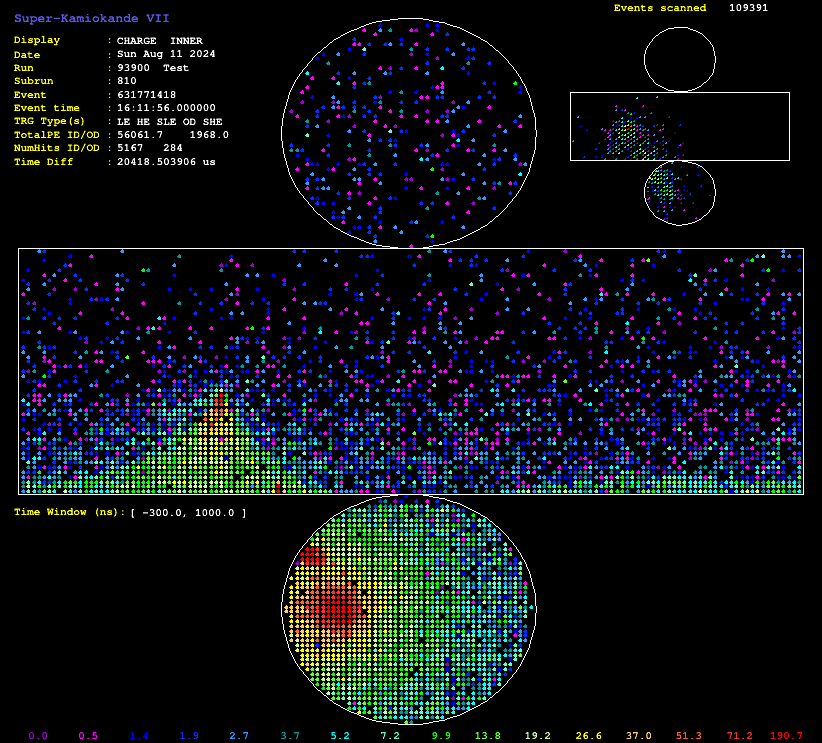 Super-Kamiokande VII
Events scanned 109391
Display : CHARGE INNER
Date : Sun Aug 11 2024
Run : 93900 Test
Subrun : 810
Event : 631771418
Event time : 16:11:56.000000
TRG Type(s) : LE HE SLE OD SHE
TotalPE ID/OD : 56061.7 1968.0
NumHits ID/OD : 5167 284
Time Diff : 20418.503906 us
Time Window (ns): [ -300.0, 1000.0 ]
0.0 0.5 1.4 1.9 2.7 3.7 5.2 7.2 9.9 13.8 19.2 26.6 37.0 51.3 71.2 190.7